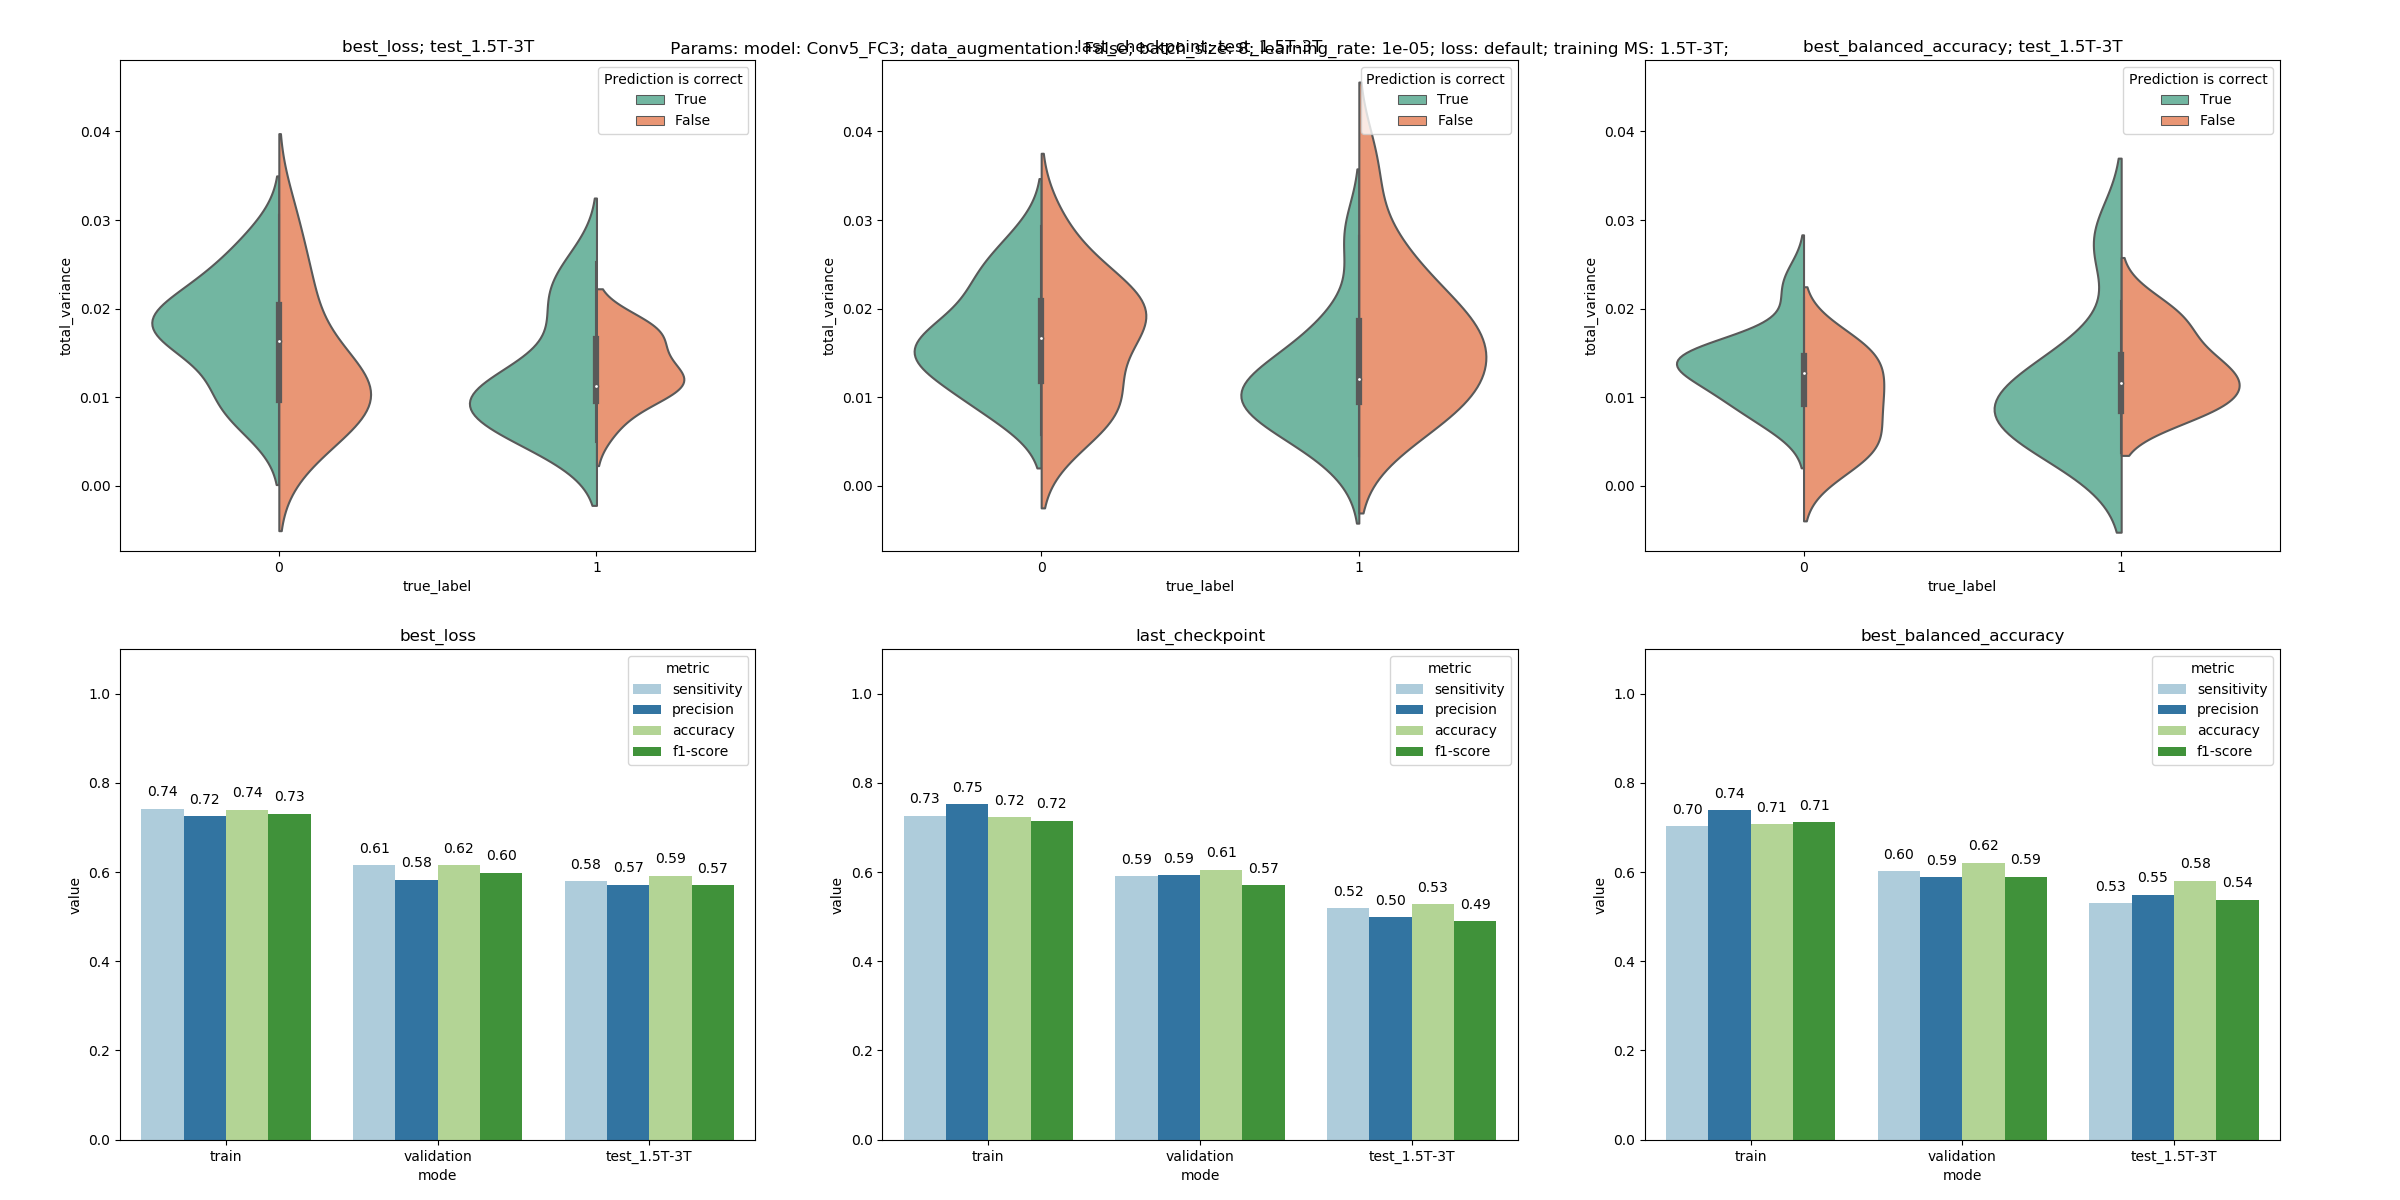 Params: model: Conv5_FC3; data_augmentation: False; batch_size: 8; learning_rate: 1e-05; loss: default; training MS: 1.5T-3T;
best_loss; test_1.5T-3T
last_checkpoint; test_1.5T-3T
best_balanced_accuracy; test_1.5T-3T
Prediction is correct
True
False
total_variance
0.04
0.03
0.02
0.01
0.00
0
1
true_label
Prediction is correct
True
False
total_variance
0.04
0.03
0.02
0.01
0.00
0
1
true_label
Prediction is correct
True
False
total_variance
0.04
0.03
0.02
0.01
0.00
0
1
true_label
best_loss
metric
sensitivity
precision
accuracy
f1-score
value
1.0
0.8
0.6
0.4
0.2
0.0
0.74 0.72 0.74 0.73
0.61 0.58 0.62 0.60
0.58 0.57 0.59 0.57
train
validation
test_1.5T-3T
mode
last_checkpoint
metric
sensitivity
precision
accuracy
f1-score
value
1.0
0.8
0.6
0.4
0.2
0.0
0.73 0.75 0.72 0.72
0.59 0.59 0.61 0.57
0.52 0.50 0.53 0.49
train
validation
test_1.5T-3T
mode
best_balanced_accuracy
metric
sensitivity
precision
accuracy
f1-score
value
1.0
0.8
0.6
0.4
0.2
0.0
0.70 0.74 0.71 0.71
0.60 0.59 0.62 0.59
0.53 0.55 0.58 0.54
train
validation
test_1.5T-3T
mode